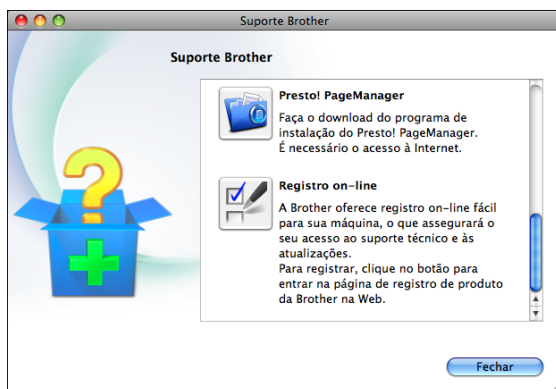 Suporte Brother
Suporte Brother
Presto! PageManager
Faça o download do programa de
instalação do Presto! PageManager.
É necessário o acesso à Internet.
Registro on-line
A Brother oferece registro on-line fácil
para sua máquina, o que assegurará o
seu acesso ao suporte técnico e às
atualizações.
Para registrar, clique no botão para
entrar na página de registro de produto
da Brother na Web.
Fechar